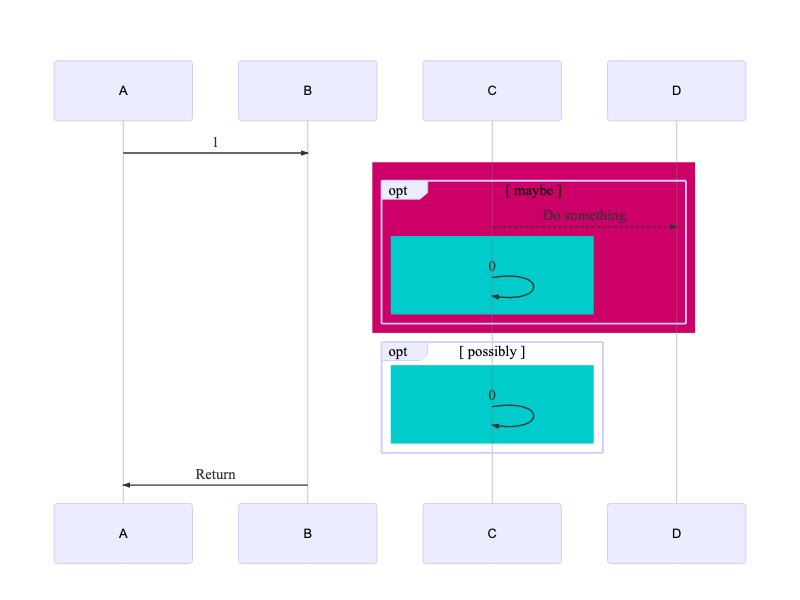 A
B
C
D
1
opt
[ maybe ]
Do something
0
opt
[ possibly ]
0
Return
A
B
C
D